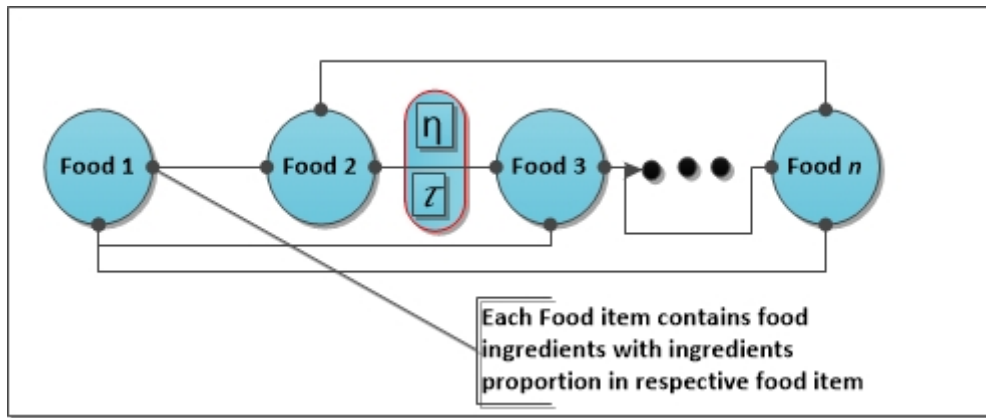 Food 1
Food 2
η
τ
Food 3
Food n
Each Food item contains food
ingredients with ingredients
proportion in respective food item